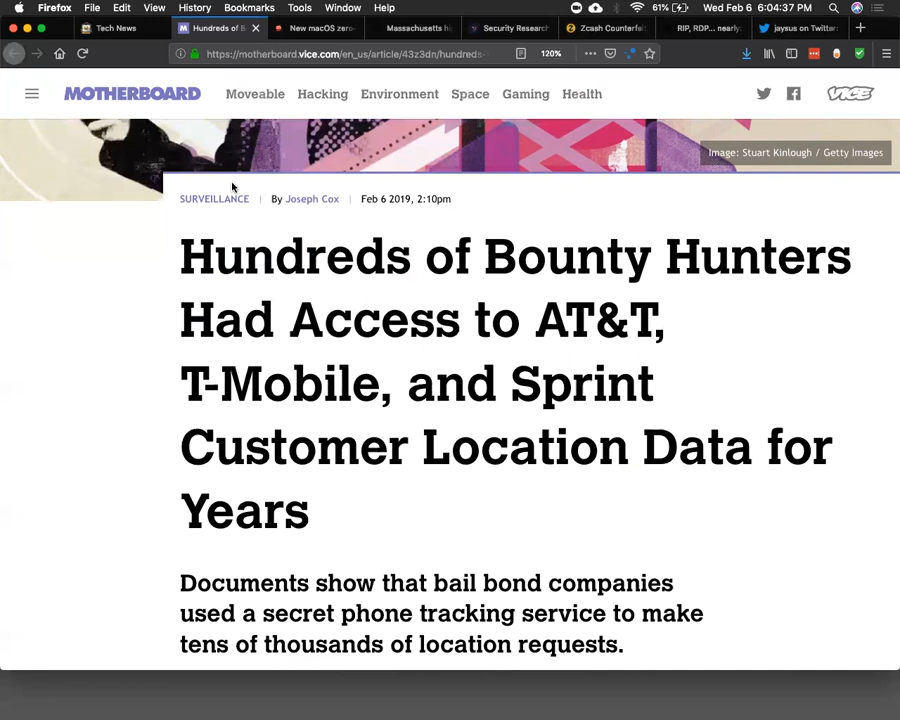 Firefox File Edit View History Bookmarks Tools Window Help 61% Wed Feb 6 6:04:37 PM
Tech News Hundreds of B New macOS zero- Massachusetts hi Security Researc Zcash Counterfei RIP, RDP... nearly jaysus on Twitter
https://motherboard.vice.com/en_us/article/43z3dn/hundreds- 120%
MOTHERBOARD Moveable Hacking Environment Space Gaming Health VICE
Image: Stuart Kinlough / Getty Images
SURVEILLANCE | By Joseph Cox | Feb 6 2019, 2:10pm
Hundreds of Bounty Hunters
Had Access to AT&T,
T-Mobile, and Sprint
Customer Location Data for
Years
Documents show that bail bond companies
used a secret phone tracking service to make
tens of thousands of location requests.